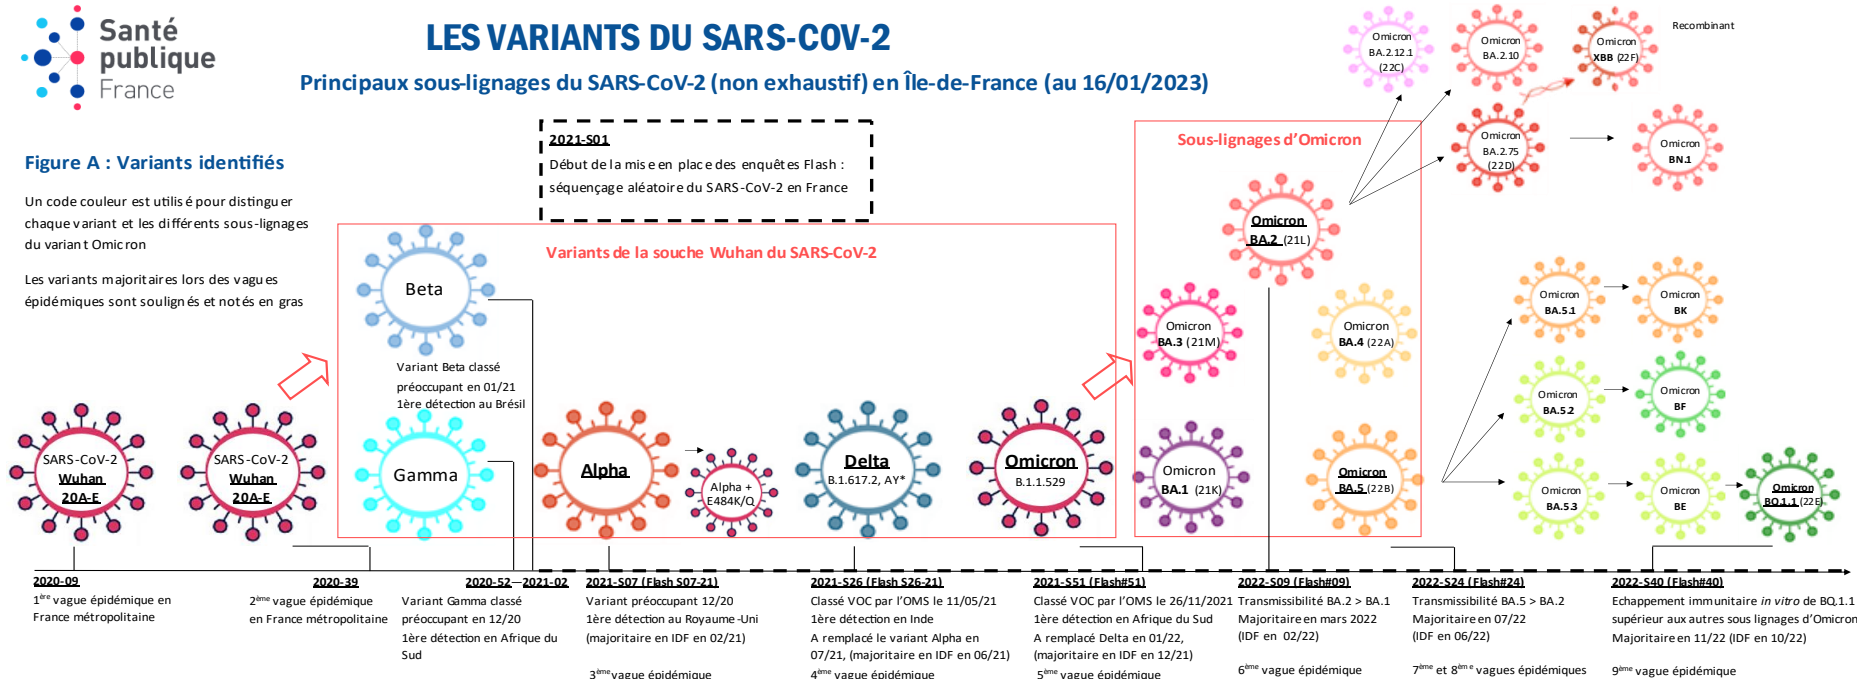 Santé
publique
France
LES VARIANTS DU SARS-COV-2
Principaux sous-lignages du SARS-CoV-2 (non exhaustif) en Île-de-France (au 16/01/2023)
Figure A : Variants identifiés
Un code couleur est utilisé pour distinguer
chaque variant et les différents sous-lignages
du variant Omicron
Les variants majoritaires lors des vagues
épidémiques sont soulignés et notés en gras
2021-S01
Début de la mise en place des enquêtes Flash :
séquençage aléatoire du SARS-CoV-2 en France
Variants de la souche Wuhan du SARS-CoV-2
Sous-lignages d'Omicron
Omicron
BA.2.12.1
(22C)
Omicron
BA.2.10
Omicron
XBB (22F)
Recombinant
Omicron
BA.2.75
(22D)
Omicron
BN.1
Omicron
BA.2 (21L)
Omicron
BA.3 (21M)
Omicron
BA.4 (22A)
Omicron
BA.1 (21K)
Omicron
BA.5 (22B)
Omicron
BA.5.1
Omicron
BK
Omicron
BA.5.2
Omicron
BF
Omicron
BA.5.3
Omicron
BE
Omicron
BQ.1.1 (22E)
Beta
Variant Beta classé
préoccupant en 01/21
1ère détection au Brésil
SARS-CoV-2
Wuhan
20A-E
SARS-CoV-2
Wuhan
20A-E
Gamma
Alpha
Alpha +
E484K/Q
Delta
B.1.617.2, AY*
Omicron
B.1.1.529
2020-09
1ère vague épidémique en
France métropolitaine
2020-39
2ème vague épidémique
en France métropolitaine
2020-52—2021-02
Variant Gamma classé
préoccupant en 12/20
1ère détection en Afrique du
Sud
2021-S07 (Flash S07-21)
Variant préoccupant 12/20
1ère détection au Royaume-Uni
(majoritaire en IDF en 02/21)
3ème vague épidémique
2021-S26 (Flash S26-21)
Classé VOC par l'OMS le 11/05/21
1ère détection en Inde
A remplacé le variant Alpha en
07/21, (majoritaire en IDF en 06/21)
4ème vague épidémique
2021-S51 (Flash#51)
Classé VOC par l'OMS le 26/11/2021
1ère détection en Afrique du Sud
A remplacé Delta en 01/22,
(majoritaire en IDF en 12/21)
5ème vague épidémique
2022-S09 (Flash#09)
Transmissibilité BA.2 > BA.1
Majoritaire en mars 2022
(IDF en 02/22)
6ème vague épidémique
2022-S24 (Flash#24)
Transmissibilité BA.5 > BA.2
Majoritaire en 07/22
(IDF en 06/22)
7ème et 8ème vagues épidémiques
2022-S40 (Flash#40)
Echappement immunitaire in vitro de BQ.1.1
supérieur aux autres sous lignages d'Omicron
Majoritaire en 11/22 (IDF en 10/22)
9ème vague épidémique